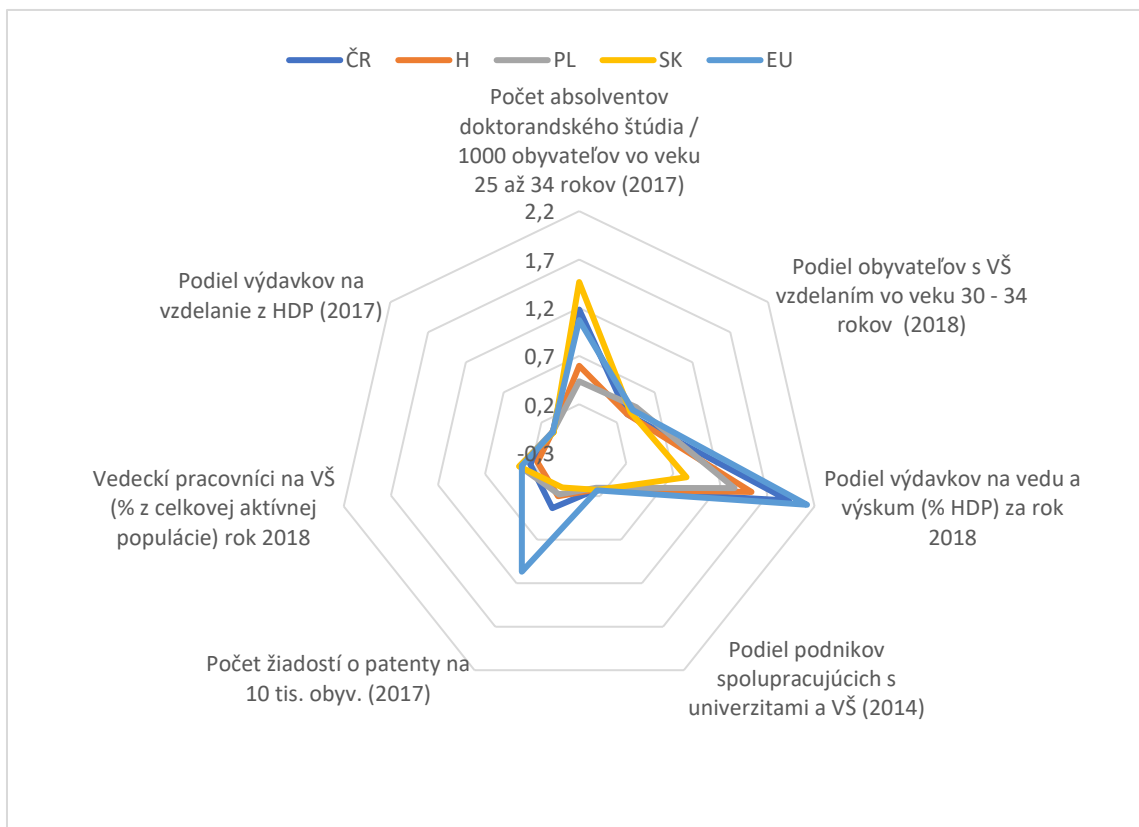 ČR H PL SK EU
Počet absolventov
doktorandského štúdia /
1000 obyvateľov vo veku
25 až 34 rokov (2017)
2,2
1,7
1,2
0,7
0,2
-0,3
Podiel obyvateľov s VŠ
vzdelaním vo veku 30 - 34
rokov (2018)
Podiel výdavkov na vedu a
výskum (% HDP) za rok
2018
Podiel podnikov
spolupracujúcich s
univerzitami a VŠ (2014)
Počet žiadostí o patenty na
10 tis. obyv. (2017)
Vedeckí pracovníci na VŠ
(% z celkovej aktívnej
populácie) rok 2018
Podiel výdavkov na
vzdelanie z HDP (2017)